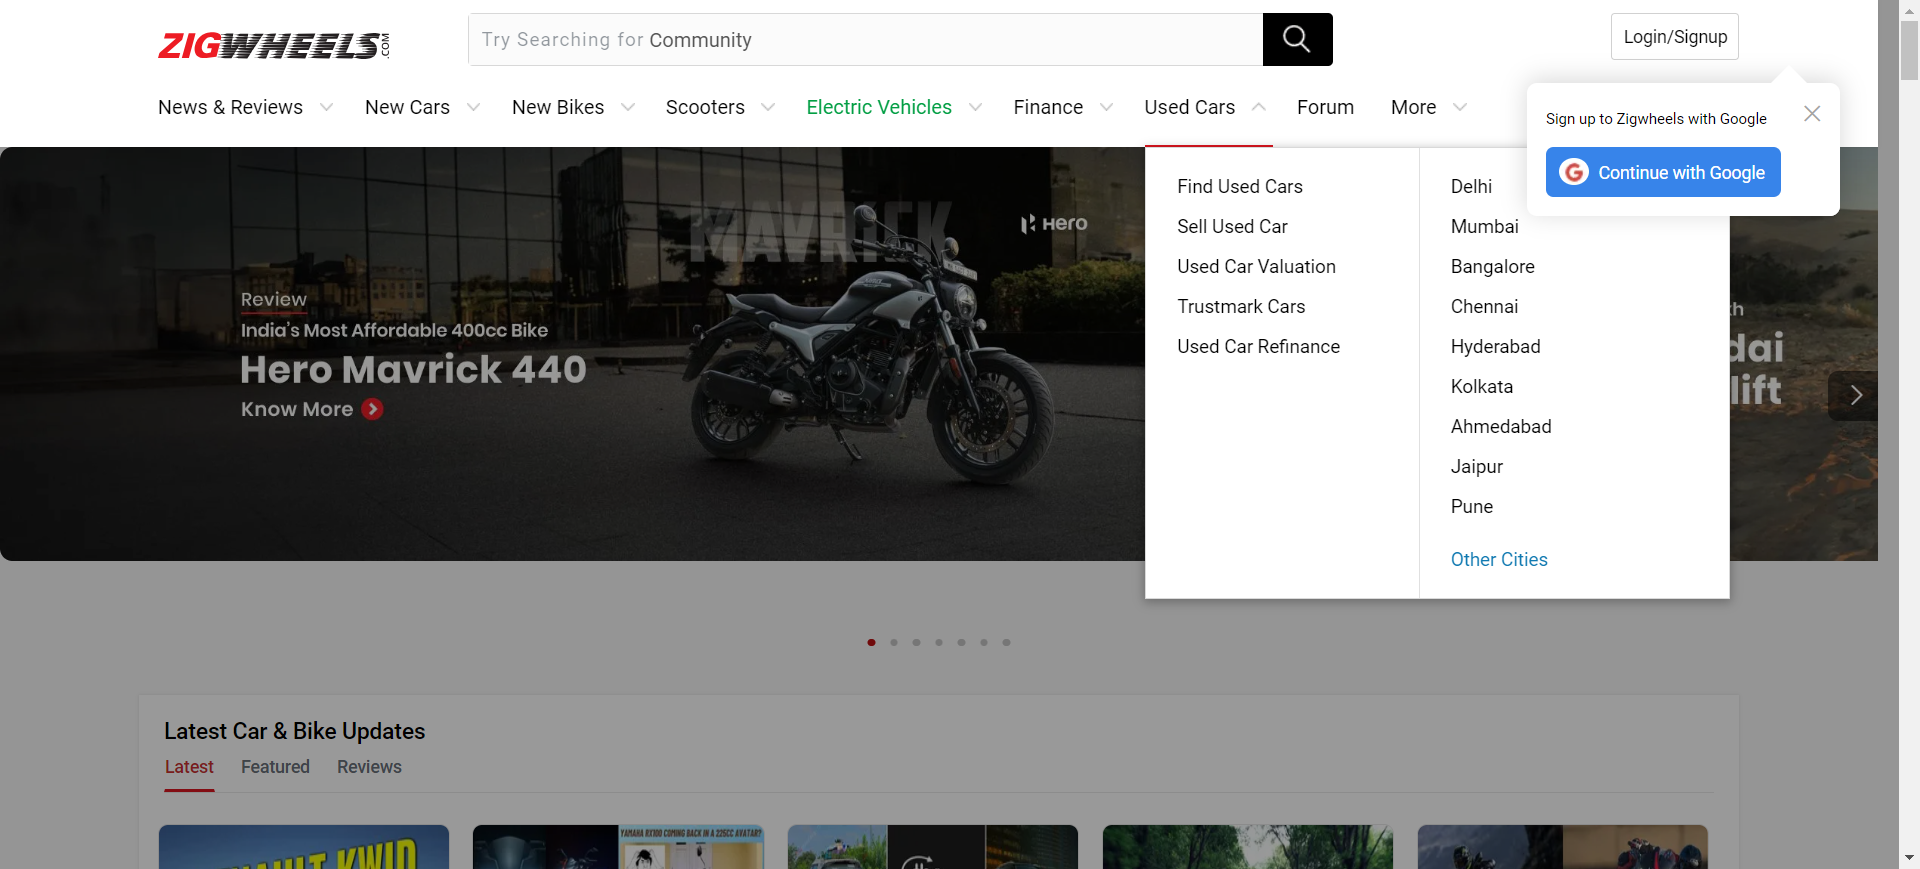 ZIGWHEELS.COM
Try Searching for Community
Login/Signup
News & Reviews
New Cars
New Bikes
Scooters
Electric Vehicles
Finance
Used Cars
Forum
More
Sign up to Zigwheels with Google
Continue with Google
Find Used Cars
Sell Used Car
Used Car Valuation
Trustmark Cars
Used Car Refinance
Delhi
Mumbai
Bangalore
Chennai
Hyderabad
Kolkata
Ahmedabad
Jaipur
Pune
Other Cities
MAVRICK
Hero
Review
India's Most Affordable 400cc Bike
Hero Mavrick 440
Know More
Latest Car & Bike Updates
Latest
Featured
Reviews
YAMAHA RX100 COMING BACK IN A 225CC AVATAR?